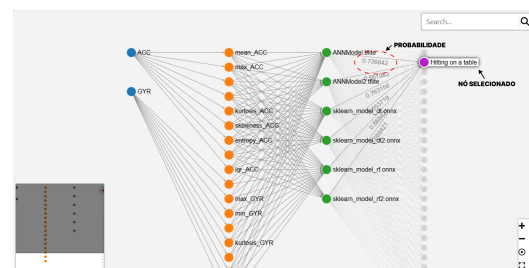 Search...
PROBABILIDADE
ACC
mean_ACC
ANNModel.tflite
0.736842
Hitting on a table
max_ACC
NÓ SELECIONADO
GYR
ANNModel2.tflite
kurtosis_ACC
sklearn_model_dt.onnx
skewness_ACC
entropy_ACC
sklearn_model_dt2.onnx
igr_ACC
sklearn_model_rf.onnx
max_GYR
sklearn_model_rf2.onnx
min_GYR
kurtosis_GYR